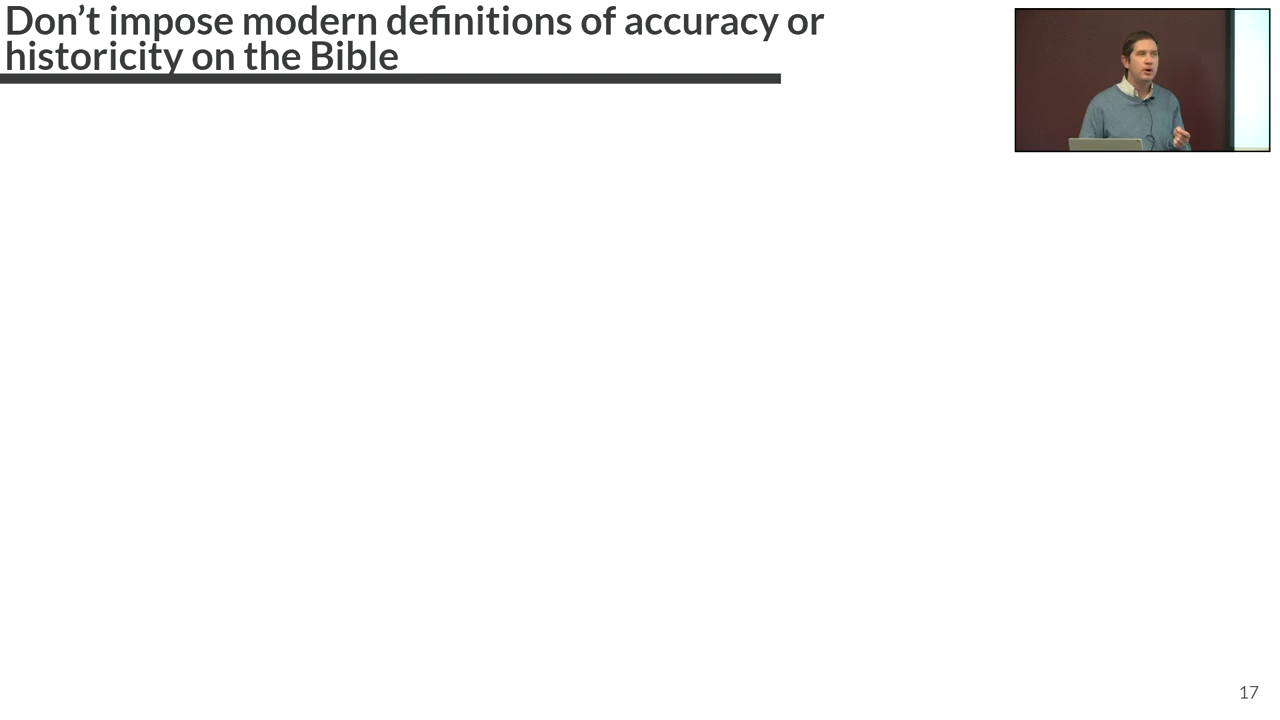 Don’t impose modern definitions of accuracy or
historicity on the Bible
17